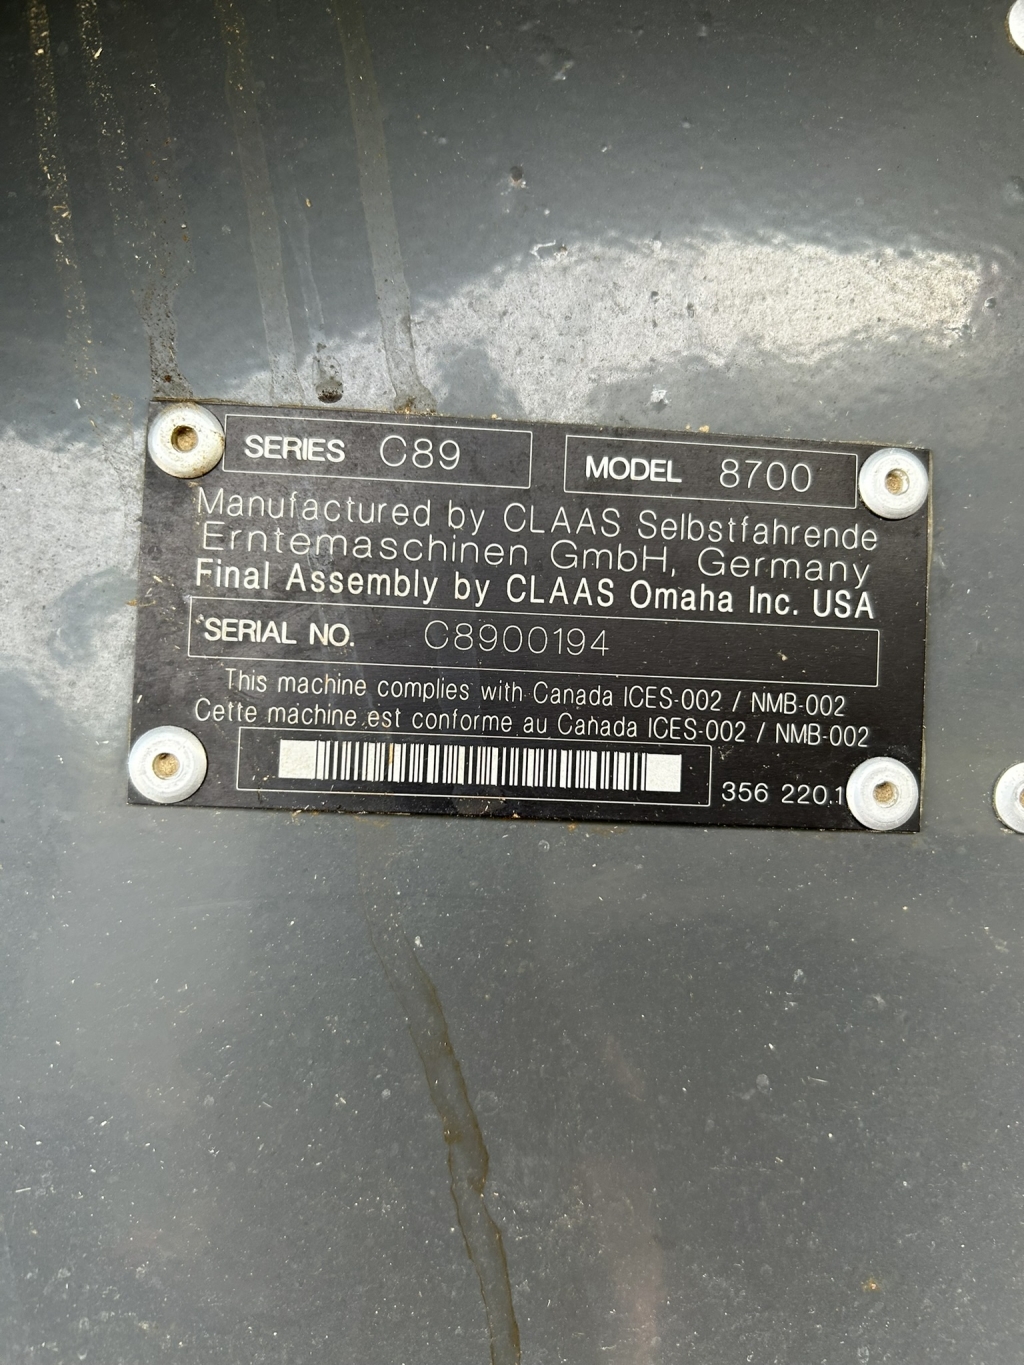 SERIES C89 MODEL 8700
Manufactured by CLAAS Selbstfahrende
Erntemaschinen GmbH, Germany
Final Assembly by CLAAS Omaha Inc. USA
SERIAL NO. C8900194
This machine complies with Canada ICES-002 / NMB-002
Cette machine est conforme au Canada ICES-002 / NMB-002
356 220.1